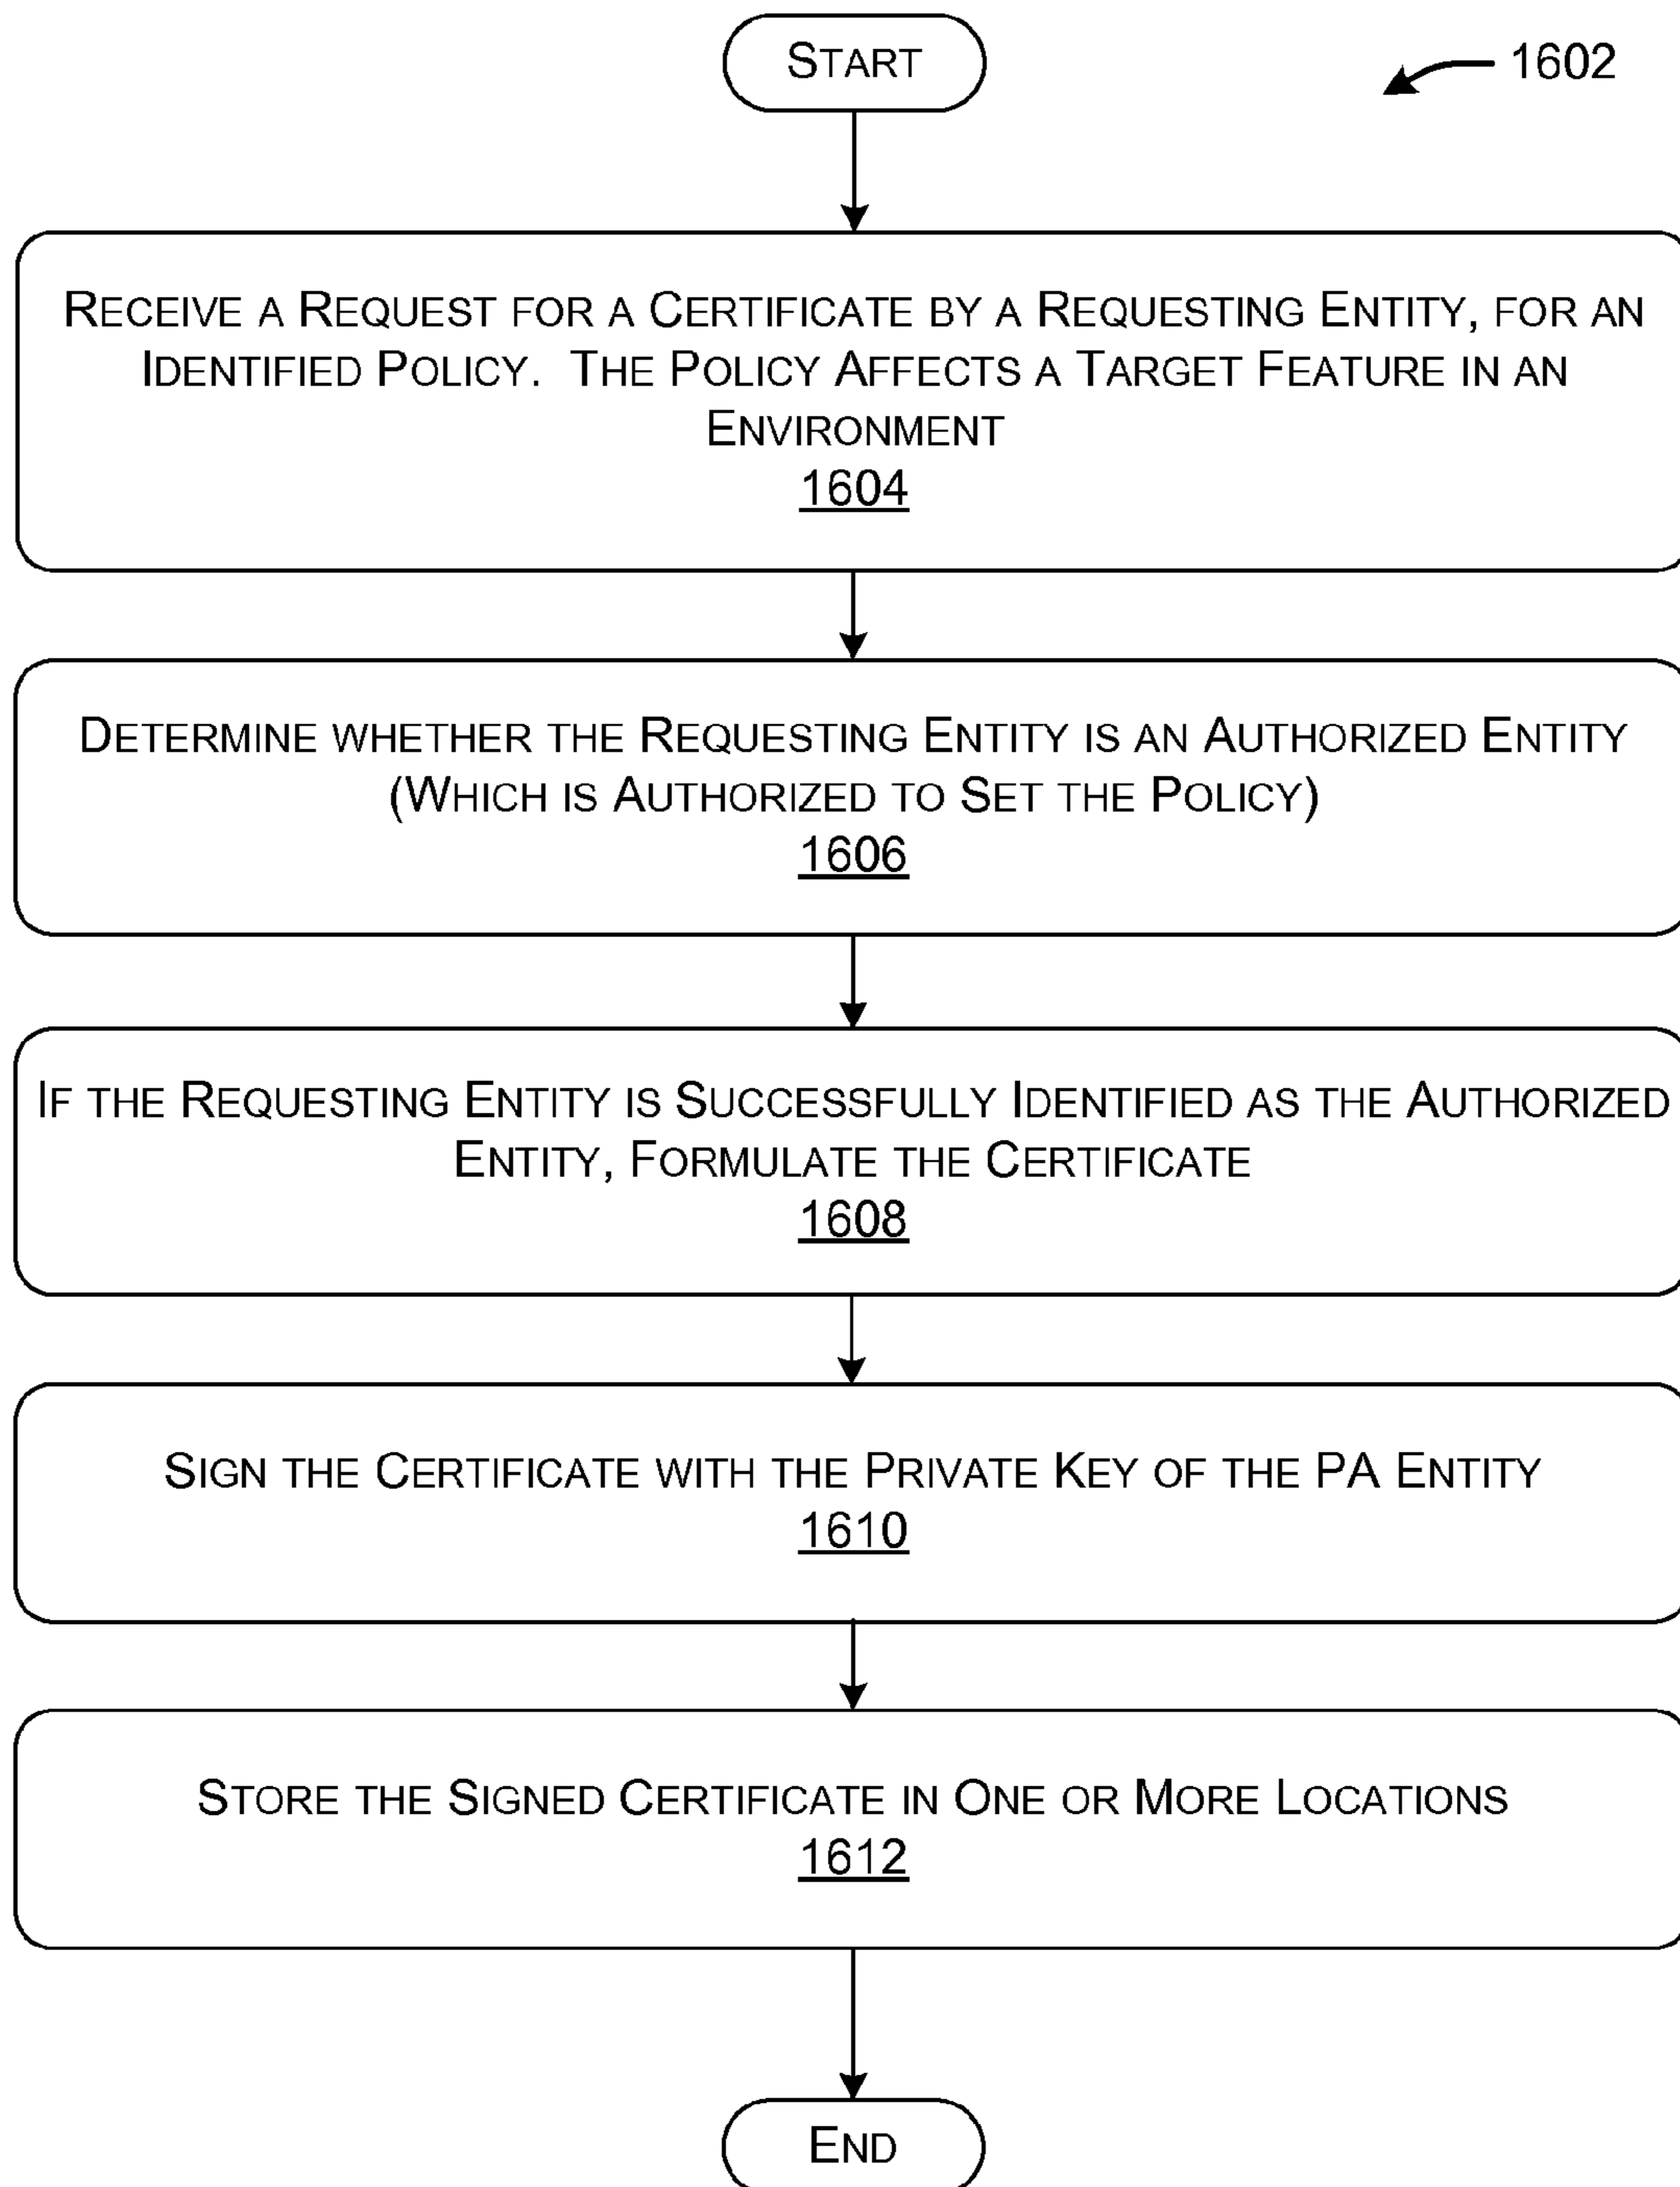 START
1602
RECEIVE A REQUEST FOR A CERTIFICATE BY A REQUESTING ENTITY, FOR AN
IDENTIFIED POLICY. THE POLICY AFFECTS A TARGET FEATURE IN AN
ENVIRONMENT
1604
DETERMINE WHETHER THE REQUESTING ENTITY IS AN AUTHORIZED ENTITY
(WHICH IS AUTHORIZED TO SET THE POLICY)
1606
IF THE REQUESTING ENTITY IS SUCCESSFULLY IDENTIFIED AS THE AUTHORIZED
ENTITY, FORMULATE THE CERTIFICATE
1608
SIGN THE CERTIFICATE WITH THE PRIVATE KEY OF THE PA ENTITY
1610
STORE THE SIGNED CERTIFICATE IN ONE OR MORE LOCATIONS
1612
END